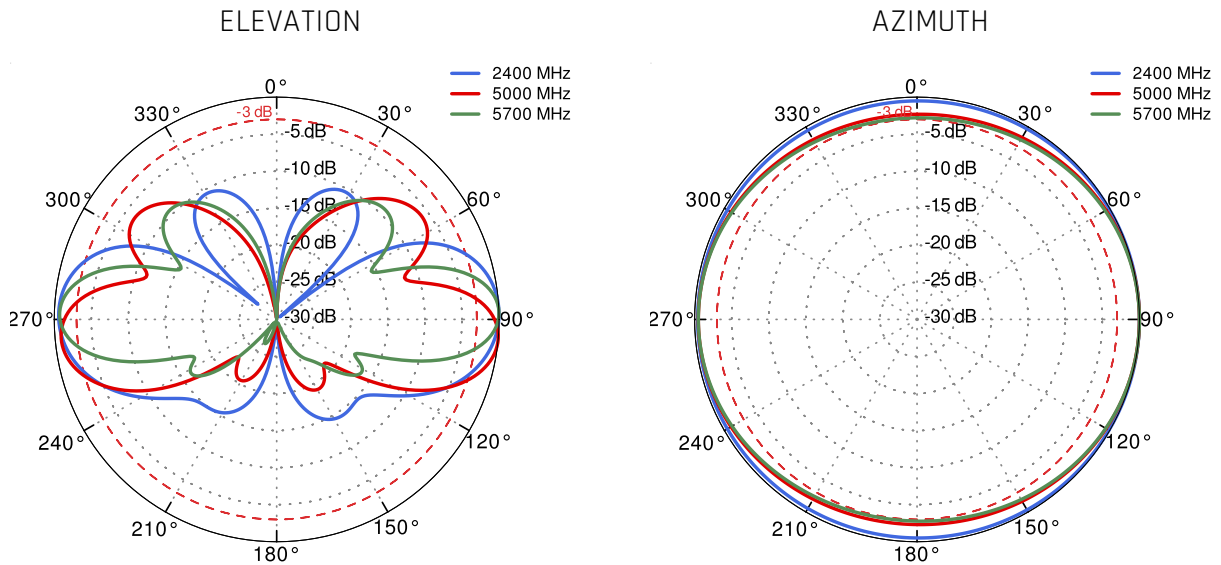 ELEVATION
2400 MHz
5000 MHz
5700 MHz
0°
330°
30°
-3 dB
-5 dB
-10 dB
300°
60°
-15 dB
-20 dB
-25 dB
270°
-30 dB
90°
240°
120°
210°
150°
180°
AZIMUTH
2400 MHz
5000 MHz
5700 MHz
0°
330°
30°
-3 dB
-5 dB
-10 dB
300°
60°
-15 dB
-20 dB
-25 dB
270°
-30 dB
90°
240°
120°
210°
150°
180°